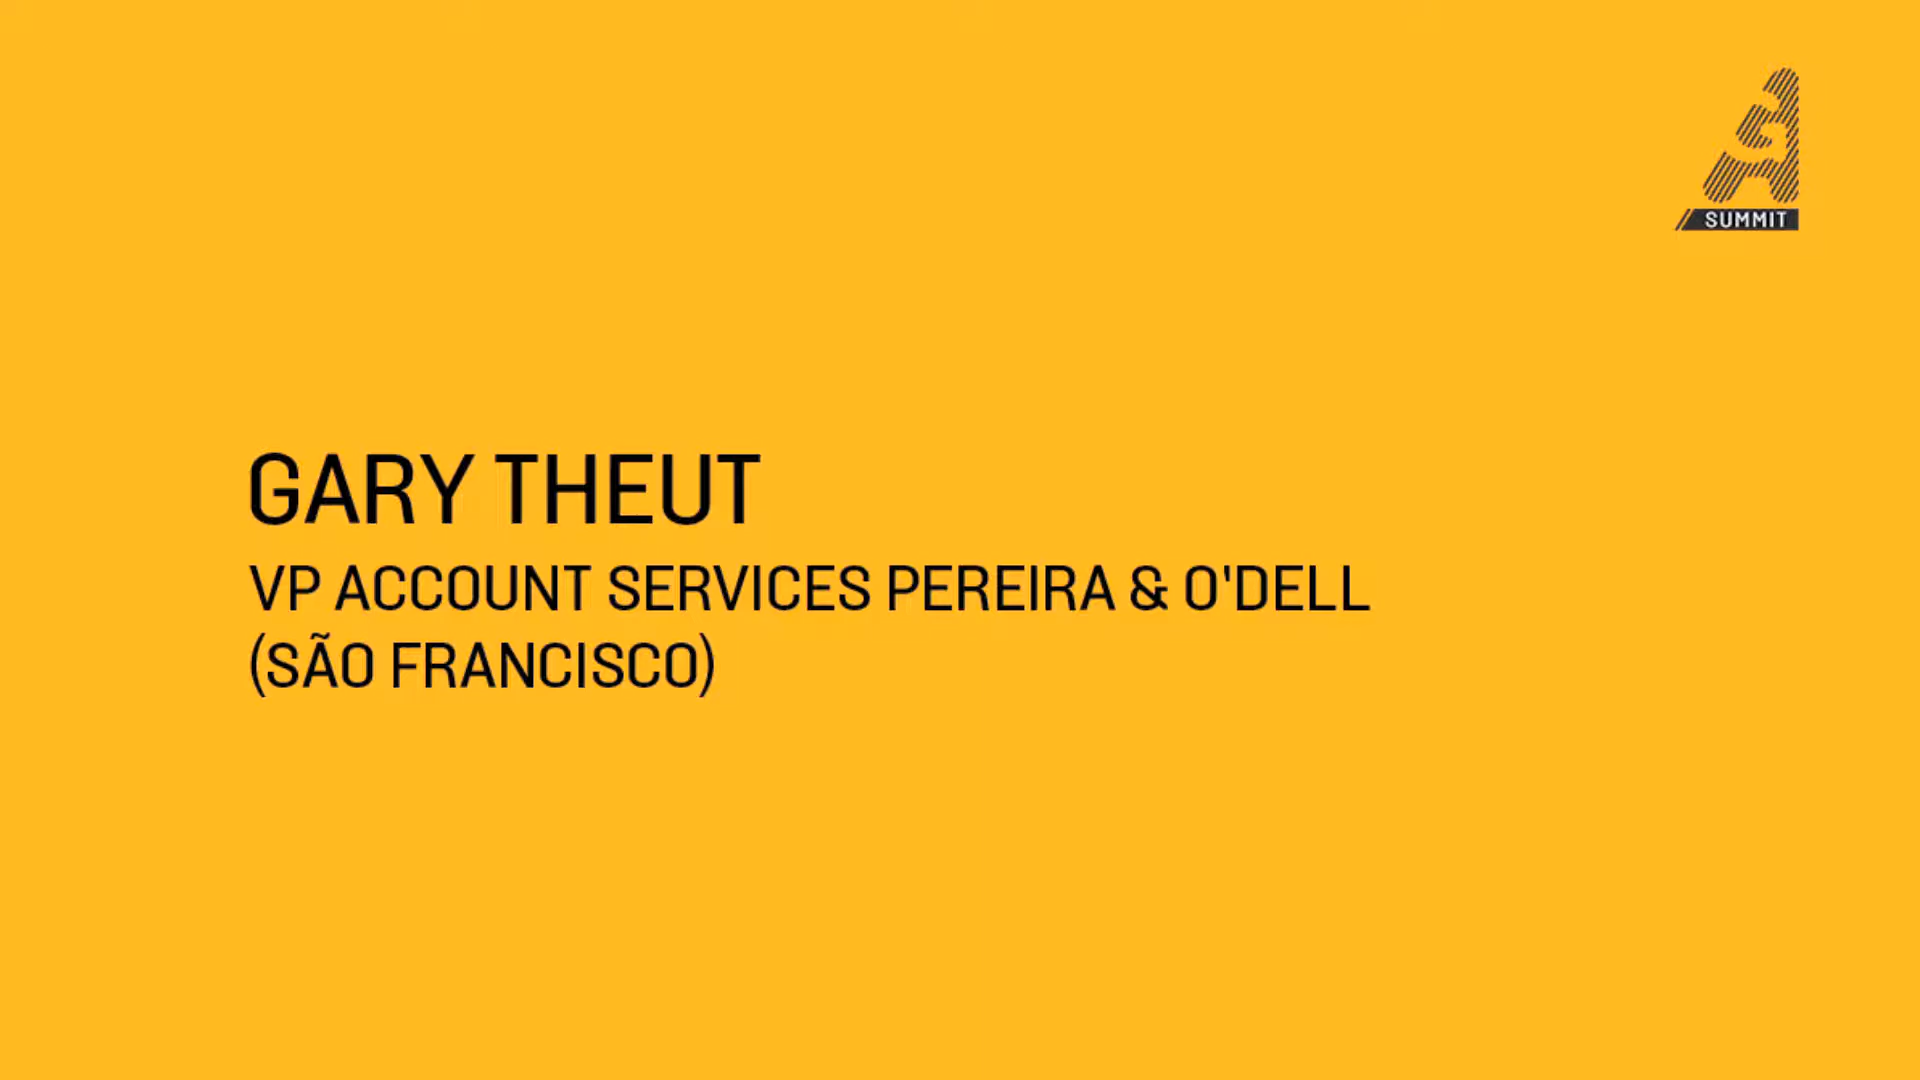 SUMMIT
GARY THEUT
VP ACCOUNT SERVICES PEREIRA & O'DELL
(SÃO FRANCISCO)